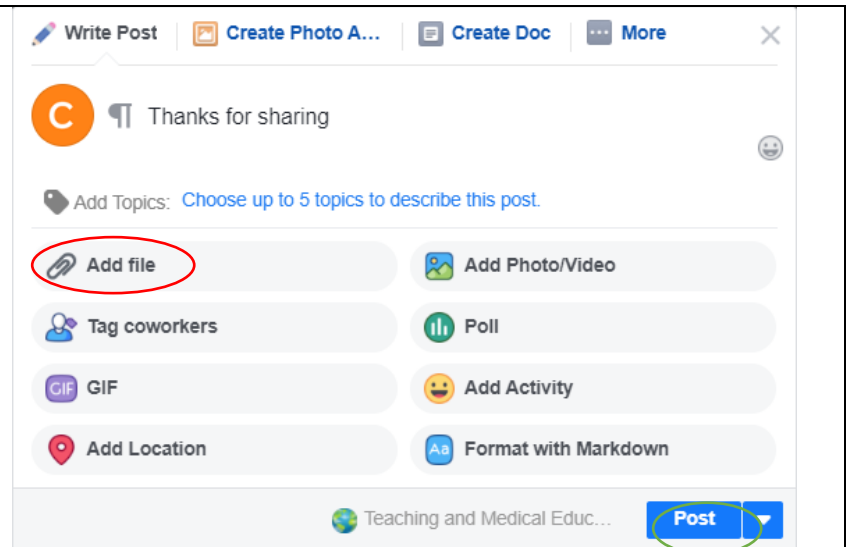 Write Post Create Photo A... Create Doc More
C ¶ Thanks for sharing
Add Topics: Choose up to 5 topics to describe this post.
Add file Add Photo/Video
Tag coworkers Poll
GIF GIF Add Activity
Add Location Aa Format with Markdown
Teaching and Medical Educ... Post